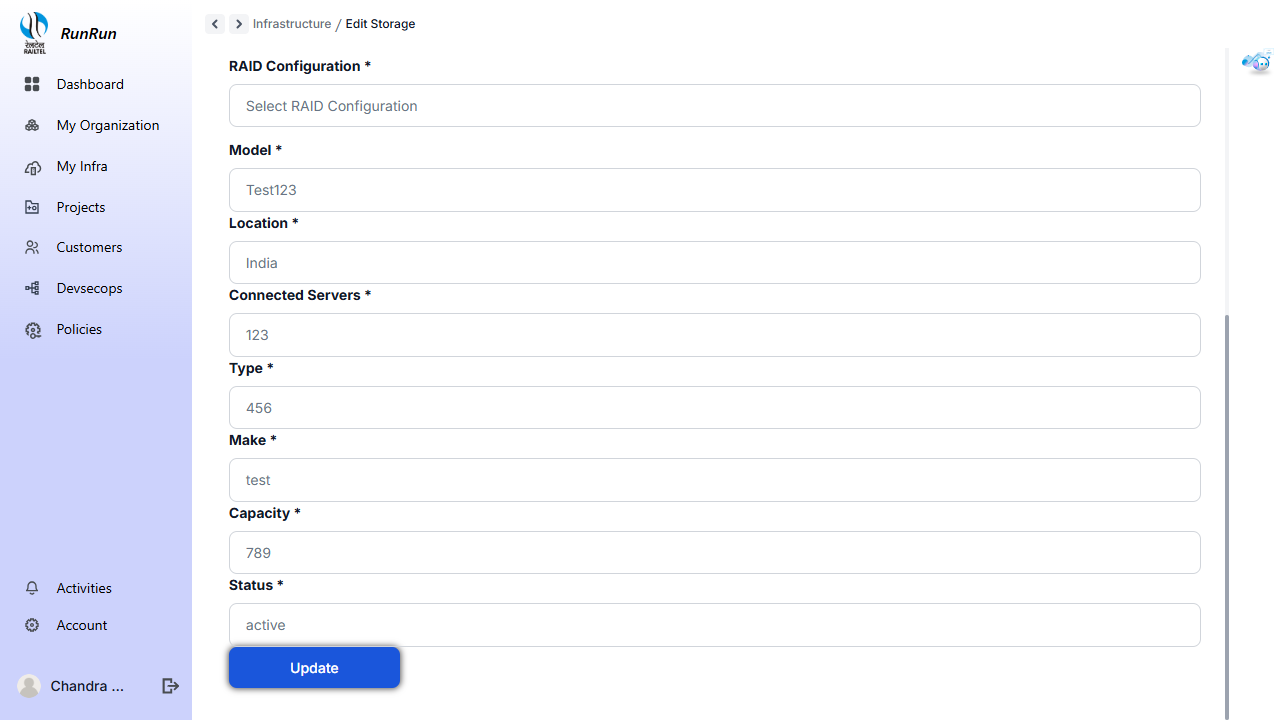 रेलटेल
RAILTEL
RunRun
Dashboard
My Organization
My Infra
Projects
Customers
Devsecops
Policies
Activities
Account
Chandra ...
Infrastructure / Edit Storage
RAID Configuration *
Select RAID Configuration
Model *
Test123
Location *
India
Connected Servers *
123
Type *
456
Make *
test
Capacity *
789
Status *
active
Update